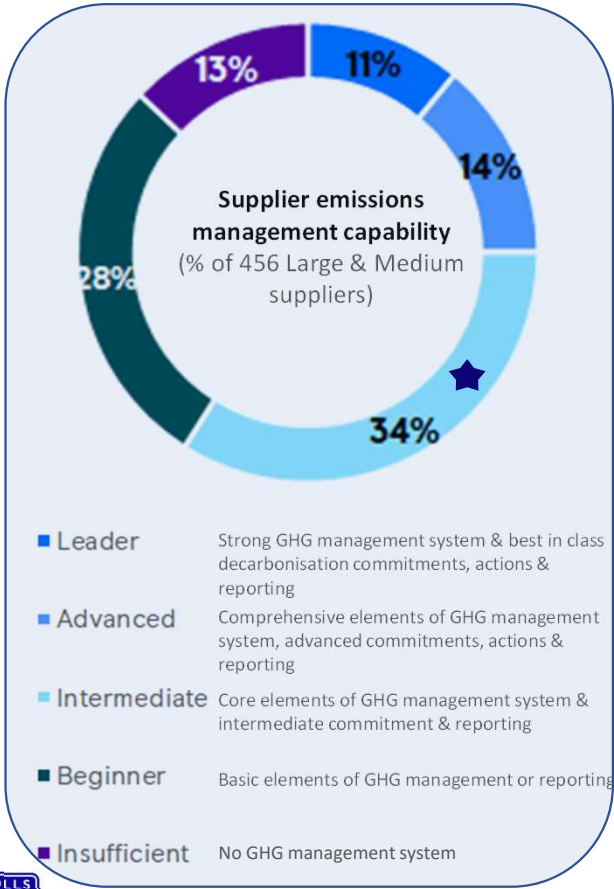 13%
11%
14%
Supplier emissions
management capability
(% of 456 Large & Medium
suppliers)
28%
34%
Leader
Strong GHG management system & best in class
decarbonisation commitments, actions &
reporting
Advanced
Comprehensive elements of GHG management
system, advanced commitments, actions &
reporting
Intermediate
Core elements of GHG management system &
intermediate commitment & reporting
Beginner
Basic elements of GHG management or reporting
Insufficient
No GHG management system